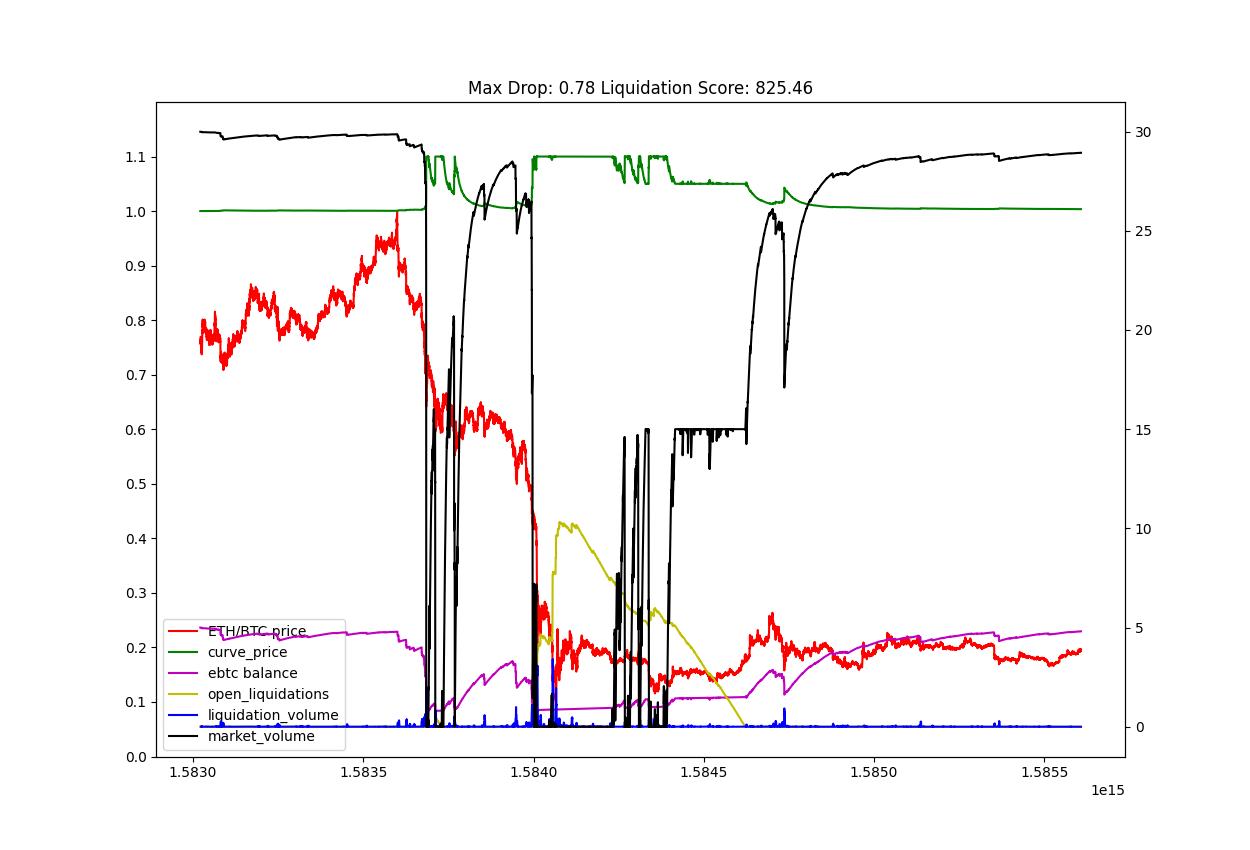 Max Drop: 0.78 Liquidation Score: 825.46
1.1
1.0
0.9
0.8
0.7
0.6
0.5
0.4
0.3
0.2
0.1
0.0
30
25
20
15
10
5
0
ETH/BTC price
curve_price
ebtc balance
open_liquidations
liquidation_volume
market_volume
1.5830 1.5835 1.5840 1.5845 1.5850 1.5855
1e15